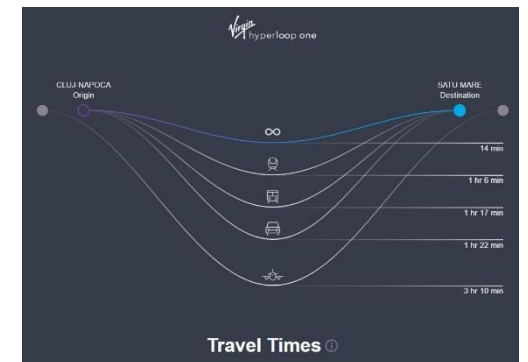 Virgin
hyperloop one
CLUJ-NAPOCA
Origin
SATU MARE
Destination
14 min
1 hr 6 min
1 hr 17 min
1 hr 22 min
3 hr 10 min
Travel Times